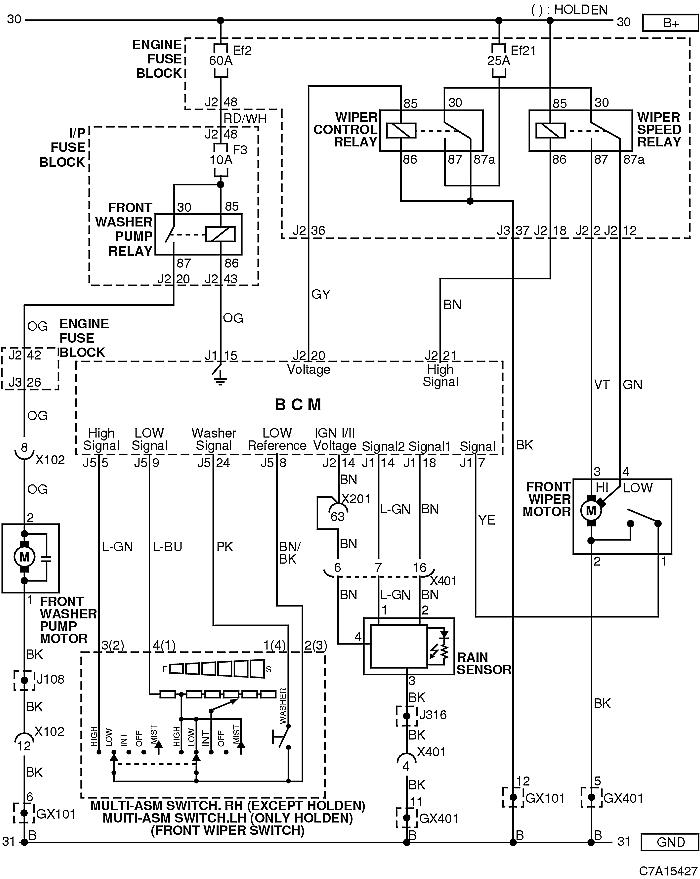 ( ) : HOLDEN
30
30
B+
ENGINE
FUSE
BLOCK
Ef2
60A
Ef21
25A
J2 48
RD/WH
J2 48
I/P
FUSE
BLOCK
F3
10A
WIPER
CONTROL
RELAY
85
30
86
87
87a
85
30
WIPER
SPEED
RELAY
86
87
87a
FRONT
WASHER
PUMP
RELAY
30
85
87
86
J2 20
J2 43
J2 36
J3 37
J2 18
J2 2
J2 12
OG
OG
GY
BN
ENGINE
FUSE
BLOCK
J2 42
J3 26
J1 15
J2 20
J2 21
Voltage
High
Signal
BCM
VT
GN
OG
High
Signal
LOW
Signal
Washer
Signal
LOW
Reference
IGN I/II
Voltage
Signal2
Signal1
Signal
J5 5
J5 9
J5 24
J5 8
J2 14
J1 14
J1 18
J1 7
BK
8
X102
OG
BN
X201
63
BN
L-GN
BN
YE
FRONT
WIPER
MOTOR
3
4
HI
LOW
M
2
1
2
M
1
FRONT
WASHER
PUMP
MOTOR
L-GN
L-BU
PK
BN/
BK
6
7
16
X401
BN
L-GN
BN
1
2
4
3
RAIN
SENSOR
BK
J108
BK
X102
12
BK
6
GX101
3(2)
4(1)
1(4)
2(3)
F
S
WASHER
HIGH
LOW
INT
OFF
MIST
HIGH
LOW
INT
OFF
MIST
BK
J316
BK
X401
4
BK
11
GX401
12
GX101
BK
5
GX401
MULTI-ASM SWITCH. RH (EXCEPT HOLDEN)
MUITI-ASM SWITCH.LH (ONLY HOLDEN)
(FRONT WIPER SWITCH)
31
B
B
B
B
31
GND
C7A15427